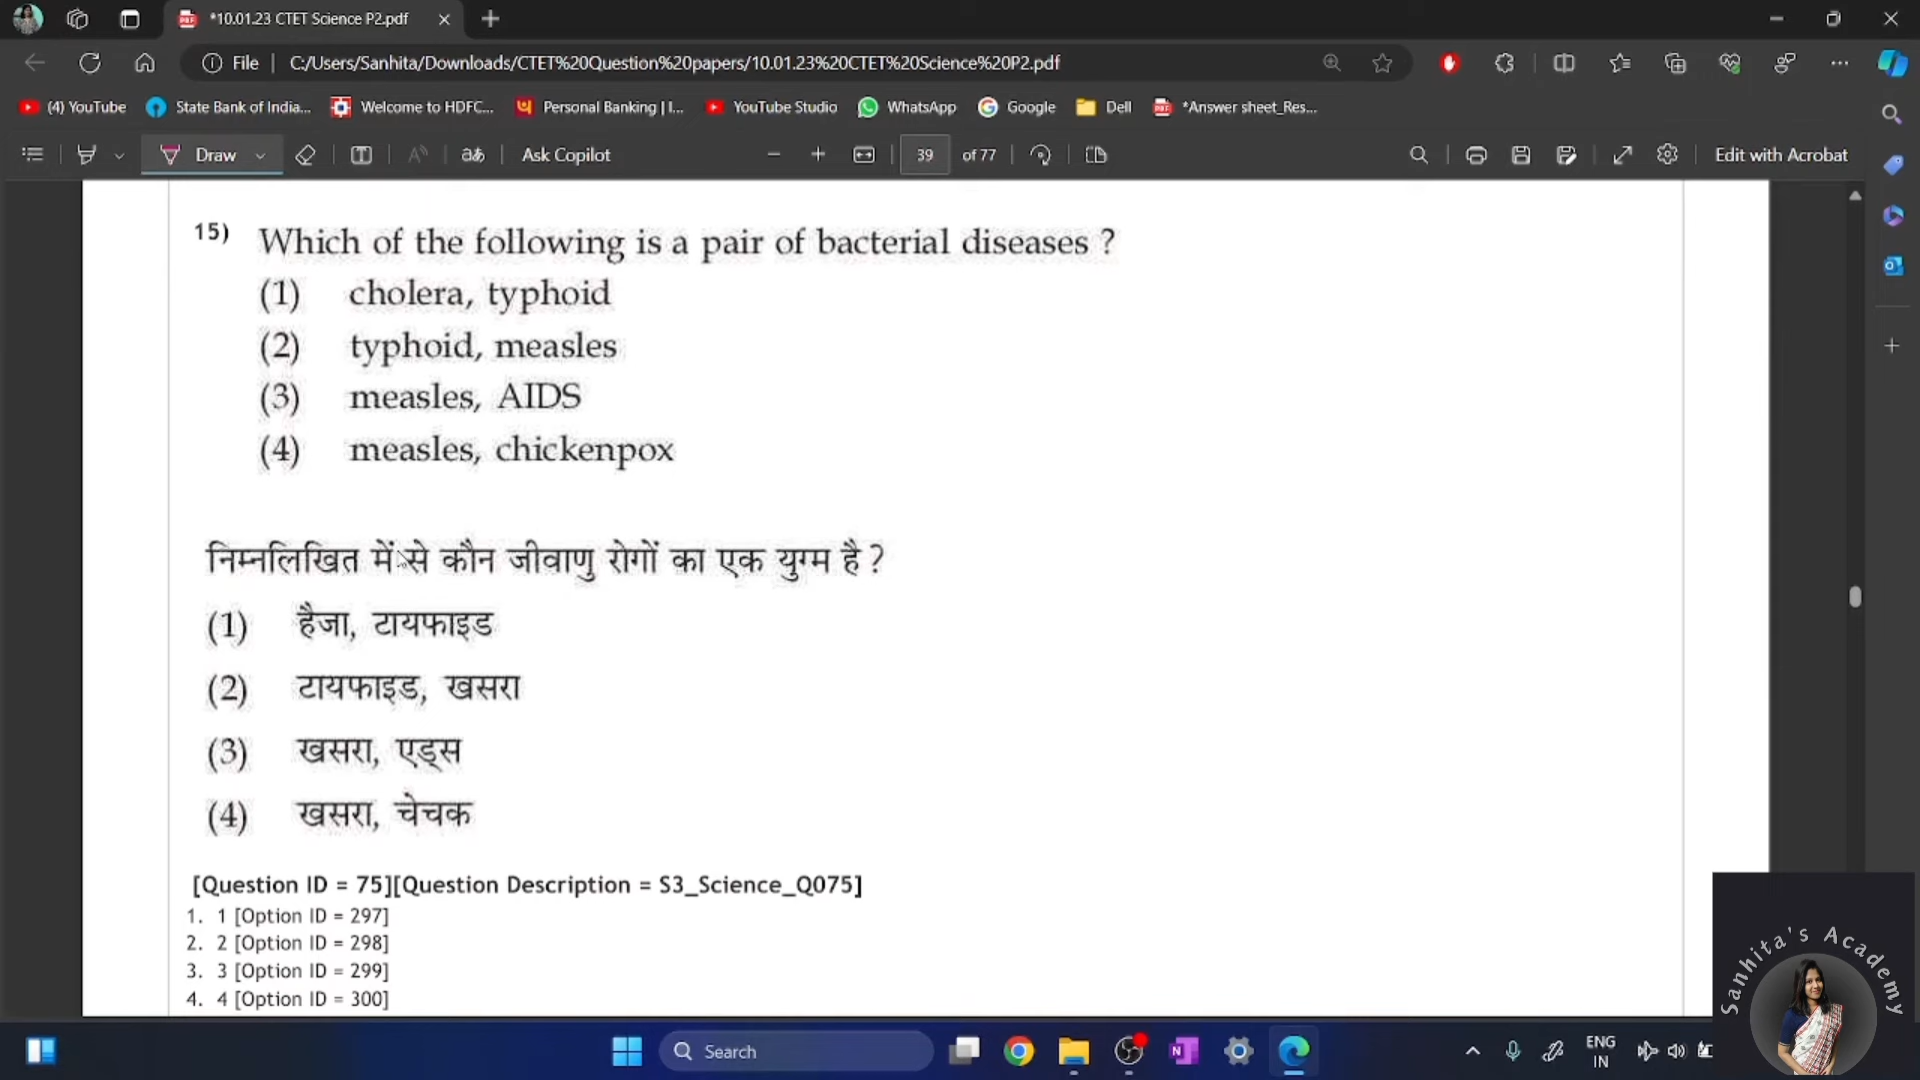 *10.01.23 CTET Science P2.pdf
File
C:/Users/Sanhita/Downloads/CTET%20Question%20papers/10.01.23%20CTET%20Science%20P2.pdf
(4) YouTube State Bank of India... Welcome to HDFC... Personal Banking | I... YouTube Studio WhatsApp Google Dell *Answer sheet_Res...
Draw Ask Copilot 39 of 77 Edit with Acrobat
15) Which of the following is a pair of bacterial diseases ?
(1) cholera, typhoid
(2) typhoid, measles
(3) measles, AIDS
(4) measles, chickenpox
निम्नलिखित में से कौन जीवाणु रोगों का एक युग्म है ?
(1) हैजा, टायफाइड
(2) टायफाइड, खसरा
(3) खसरा, एड्स
(4) खसरा, चेचक
[Question ID = 75][Question Description = S3_Science_Q075]
1. 1 [Option ID = 297]
2. 2 [Option ID = 298]
3. 3 [Option ID = 299]
4. 4 [Option ID = 300]
Sanhita's Academy
Search
ENG
IN